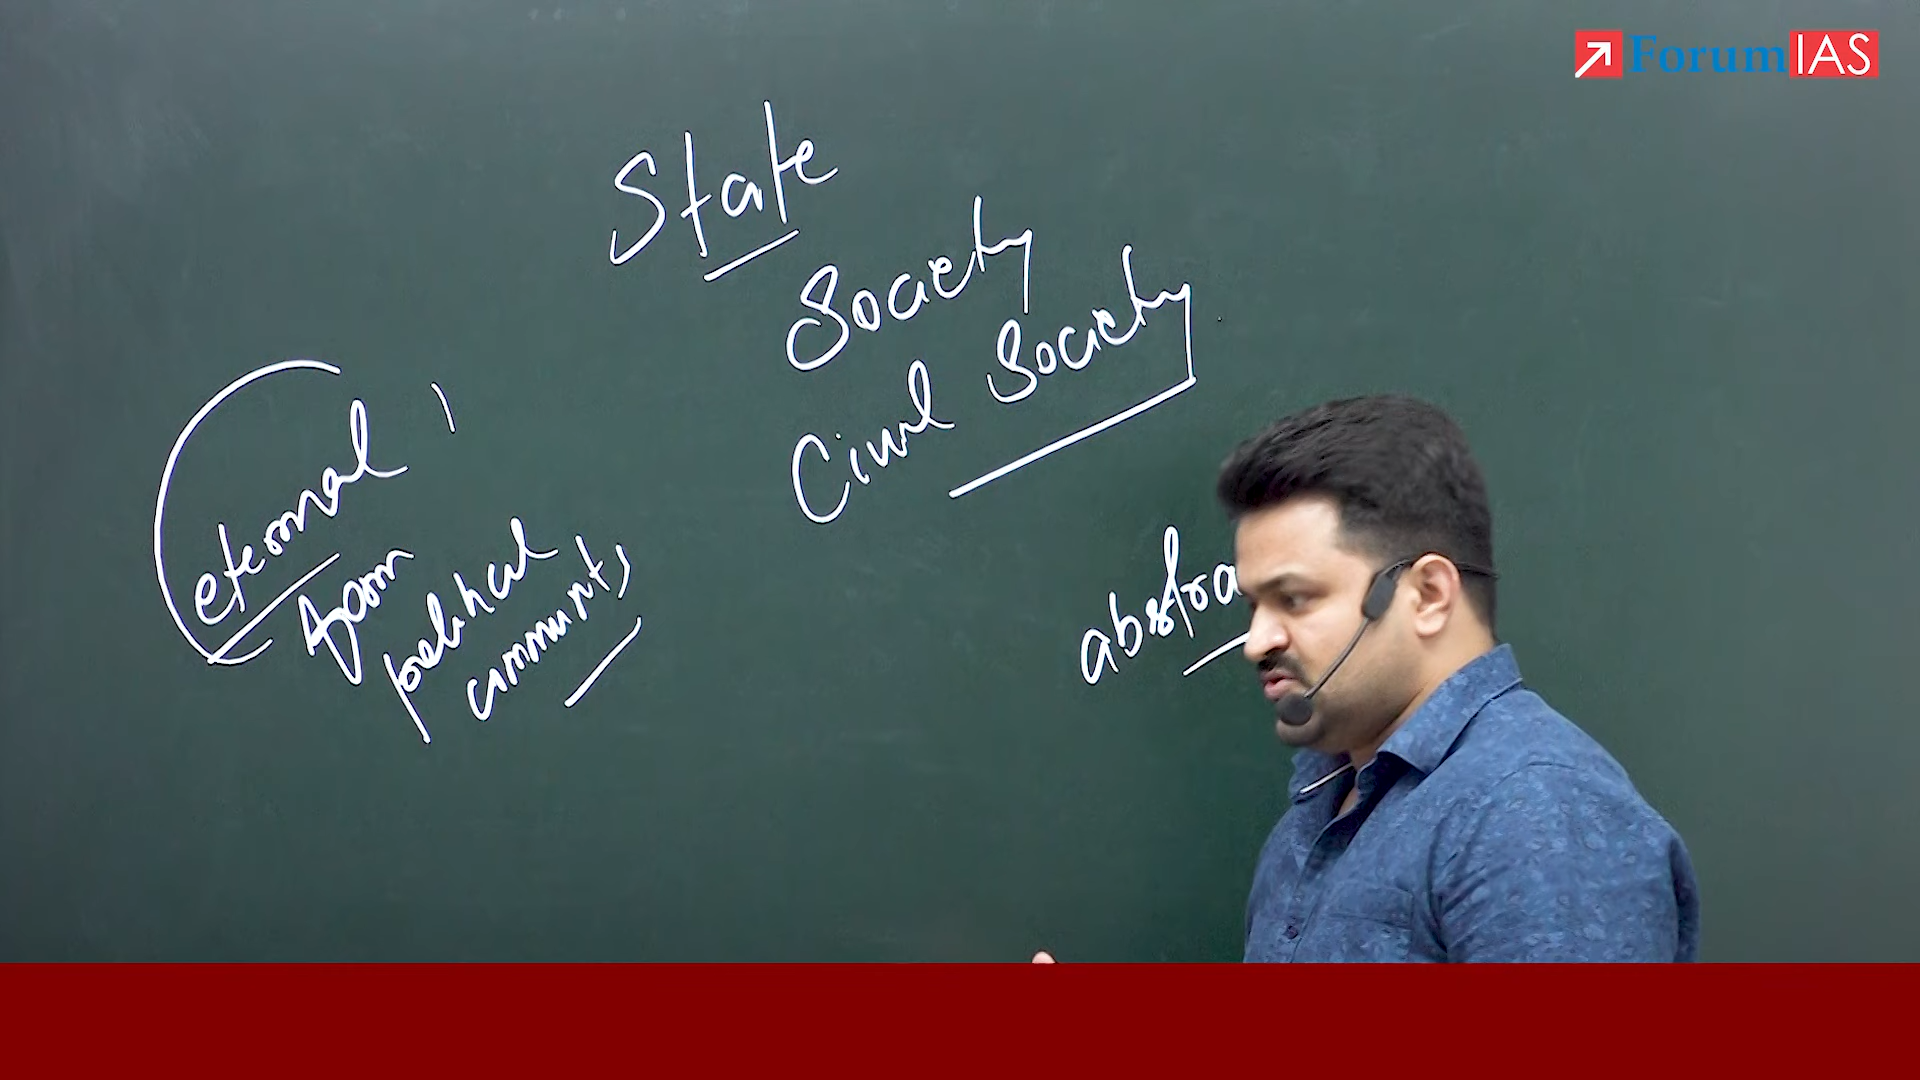 ForumIAS
State
Society
Civil Society
eternal
form
political
community
abstra